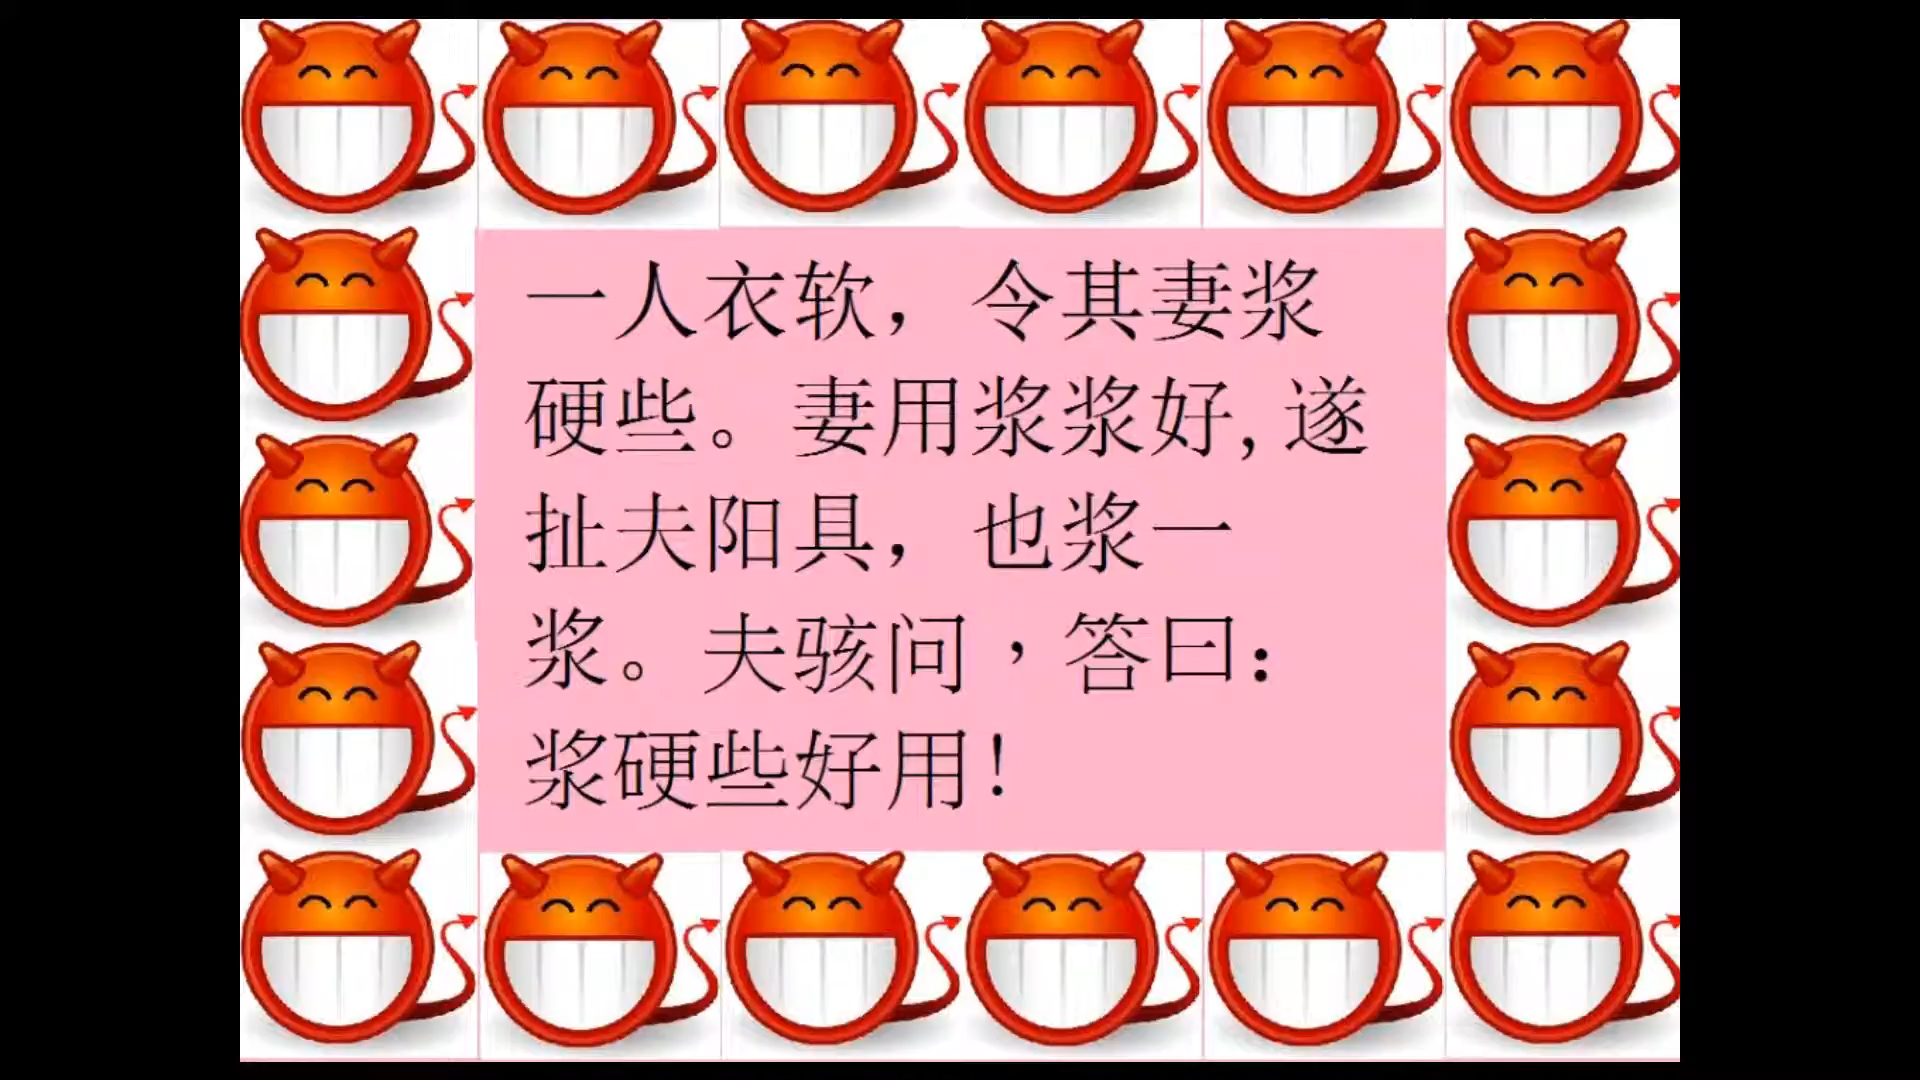 一人衣软，令其妻浆
硬些。妻用浆浆好,遂
扯夫阳具，也浆一
浆。夫骇问，答曰：
浆硬些好用！